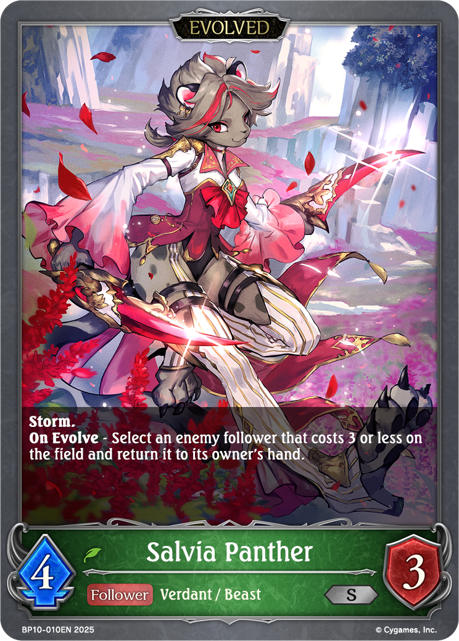 EVOLVED
Storm.
On Evolve - Select an enemy follower that costs 3 or less on
the field and return it to its owner's hand.
Salvia Panther
4
3
Follower
Verdant / Beast
S
BP10-010EN 2025
© Cygames, Inc.